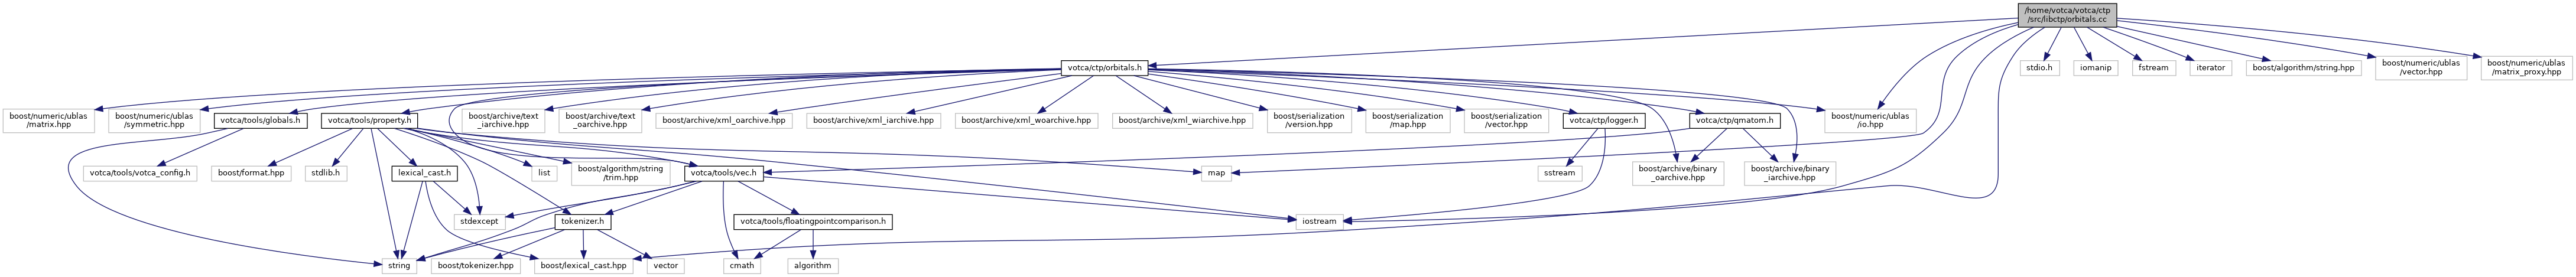 /home/votca/votca/ctp
/src/libctp/orbitals.cc
votca/ctp/orbitals.h
stdio.h
iomanip
fstream
iterator
boost/algorithm/string.hpp
boost/numeric/ublas
/vector.hpp
boost/numeric/ublas
/matrix_proxy.hpp
boost/numeric/ublas
/matrix.hpp
boost/numeric/ublas
/symmetric.hpp
votca/tools/globals.h
votca/tools/property.h
boost/archive/text
_iarchive.hpp
boost/archive/text
_oarchive.hpp
boost/archive/xml_oarchive.hpp
boost/archive/xml_iarchive.hpp
boost/archive/xml_woarchive.hpp
boost/archive/xml_wiarchive.hpp
boost/serialization
/version.hpp
boost/serialization
/map.hpp
boost/serialization
/vector.hpp
votca/ctp/logger.h
votca/ctp/qmatom.h
boost/numeric/ublas
/io.hpp
votca/tools/votca_config.h
boost/format.hpp
stdlib.h
lexical_cast.h
list
boost/algorithm/string
/trim.hpp
votca/tools/vec.h
map
sstream
boost/archive/binary
_oarchive.hpp
boost/archive/binary
_iarchive.hpp
stdexcept
tokenizer.h
votca/tools/floatingpointcomparison.h
iostream
string
boost/tokenizer.hpp
boost/lexical_cast.hpp
vector
cmath
algorithm